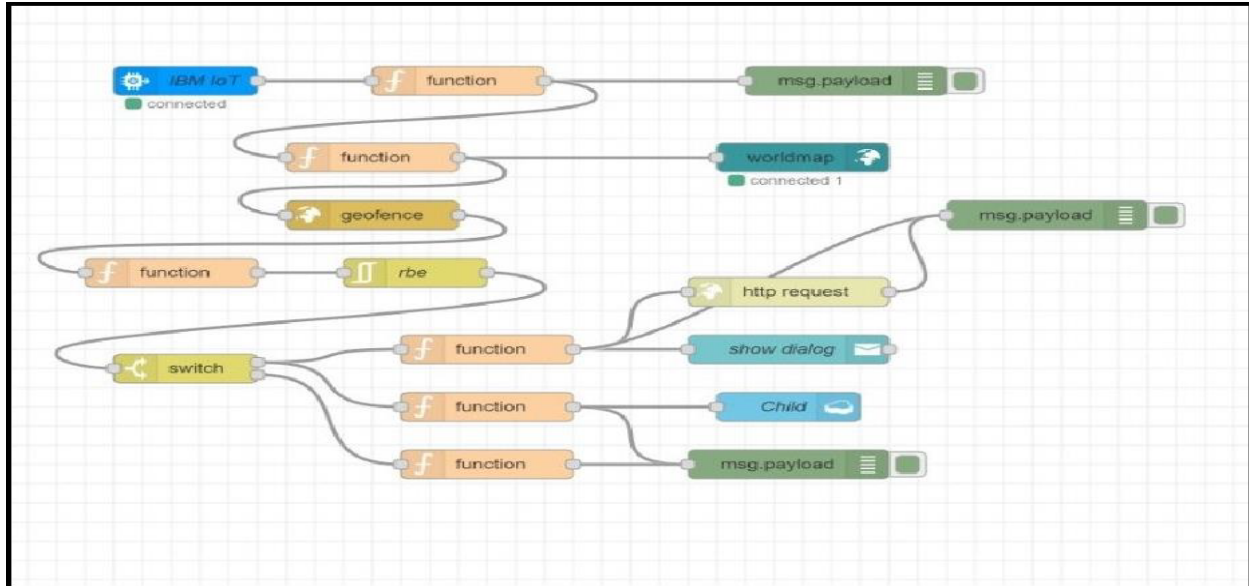 IBM IoT
function
msg.payload
connected
function
worldmap
connected 1
geofence
msg.payload
function
rbe
http request
function
show dialog
switch
function
Child
function
msg.payload